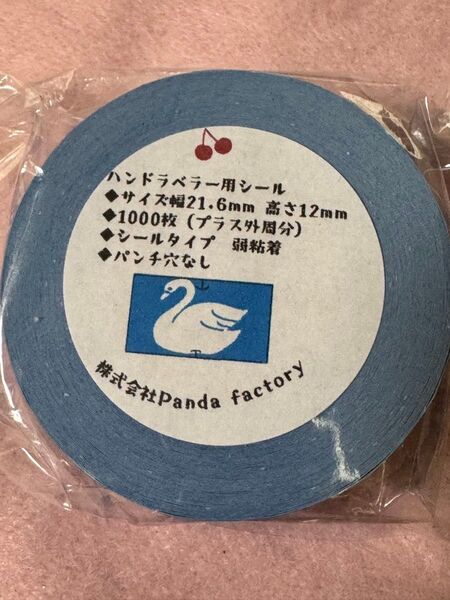 ハンドラベラー用シール
◆サイズ幅21.6mm 高さ12mm
◆1000枚(プラス外周分)
◆シールタイプ 弱粘着
◆パンチ穴なし
株式会社Panda factory